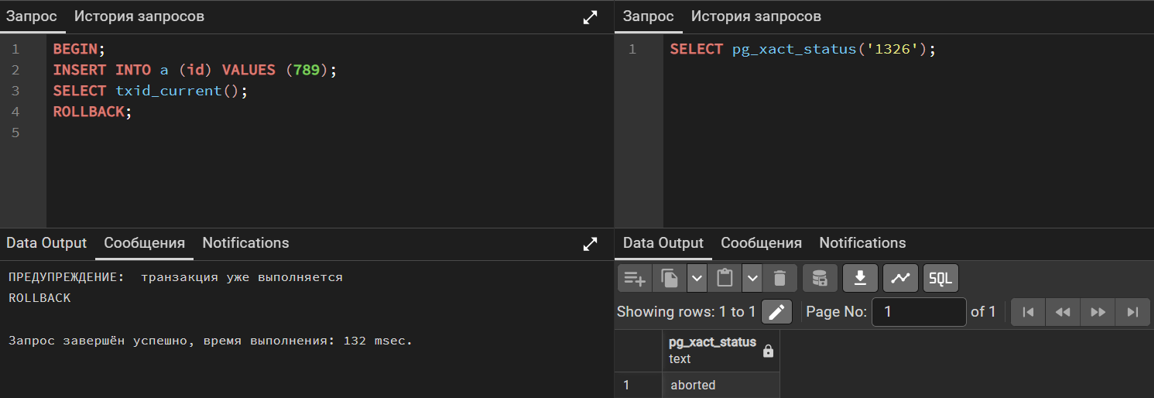 Запрос История запросов
1 BEGIN;
2 INSERT INTO a (id) VALUES (789);
3 SELECT txid_current();
4 ROLLBACK;
5
Data Output Сообщения Notifications
ПРЕДУПРЕЖДЕНИЕ: транзакция уже выполняется
ROLLBACK
Запрос завершён успешно, время выполнения: 132 msec.
Запрос История запросов
1 SELECT pg_xact_status('1326');
Data Output Сообщения Notifications
SQL
Showing rows: 1 to 1 Page No: 1 of 1
pg_xact_status
text
1 aborted